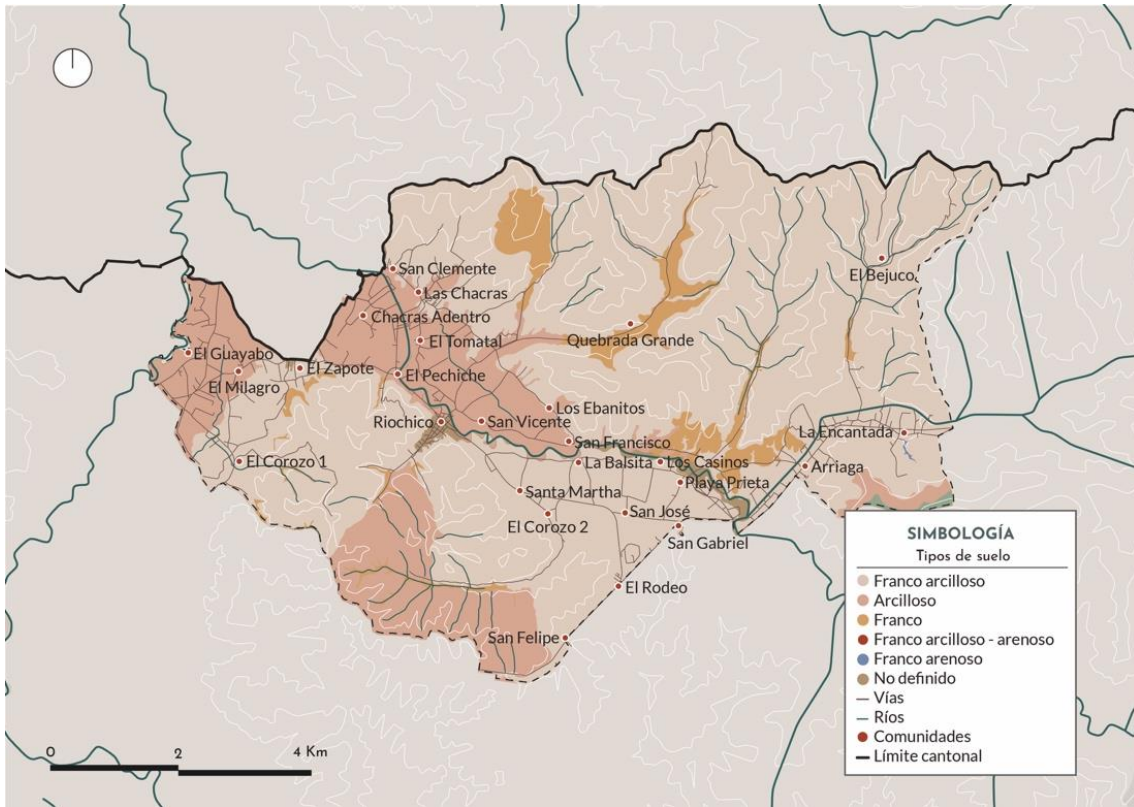 San Clemente
Las Chacras
El Bejuco
Chacras Adentro
El Tomatal
Quebrada Grande
El Guayabo
El Zapote
El Milagro
El Pechiche
Los Ebanitos
Riochico
San Vicente
San Francisco
La Encantada
El Corozo 1
La Balsita
Los Casinos
Arriaga
Playa Prieta
Santa Martha
El Corozo 2
San José
San Gabriel
El Rodeo
San Felipe
SIMBOLOGÍA
Tipos de suelo
Franco arcilloso
Arcilloso
Franco
Franco arcilloso - arenoso
Franco arenoso
No definido
Vías
Ríos
Comunidades
Límite cantonal
0 2 4 Km